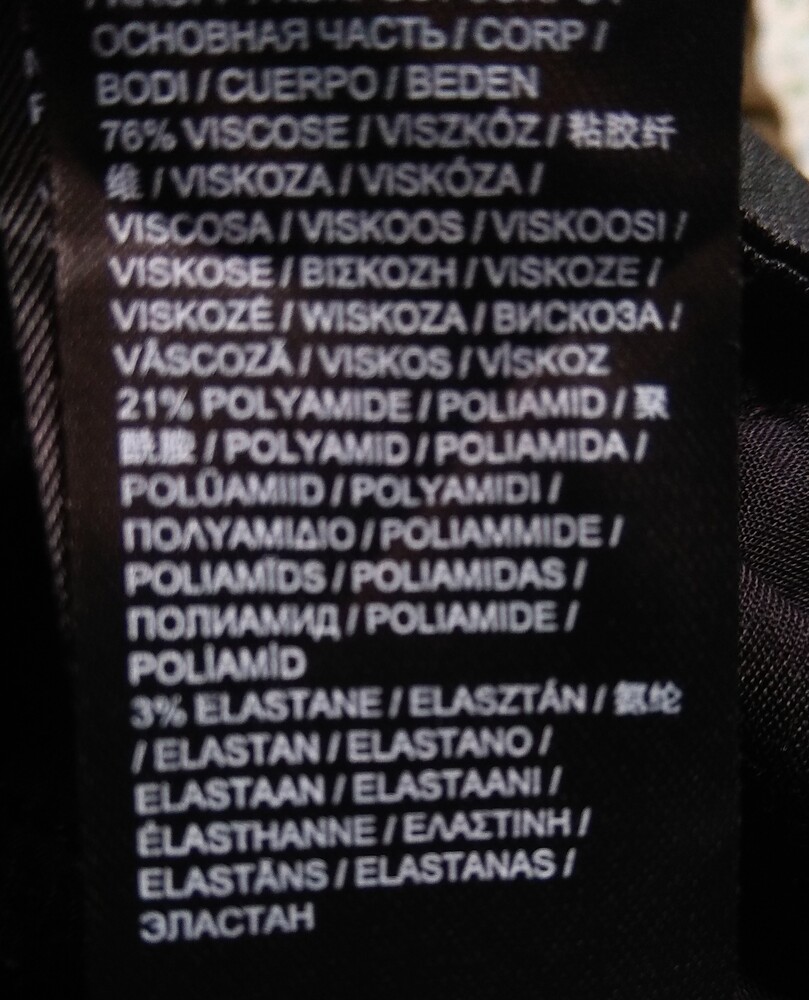 ОСНОВНАЯ ЧАСТЬ / CORP /
BODI / CUERPO / BEDEN
76% VISCOSE / VISZKÓZ / 粘胶纤
维 / VISKOZA / VISKÓZA /
VISCOSA / VISKOOS / VISKOOSI /
VISKOSE / ΒΙΣΚΟΖΗ / VISKOZE /
VISKOZĖ / WISKOZA / ВИСКОЗА /
VÂSCOZĂ / VISKOS / VİSKOZ
21% POLYAMIDE / POLIAMID / 聚
酰胺 / POLYAMID / POLIAMIDA /
POLÜAMIID / POLYAMIDI /
ΠΟΛΥΑΜΙΔΙΟ / POLIAMMIDE /
POLIAMĪDS / POLIAMIDAS /
ПОЛИАМИД / POLIAMIDE /
POLİAMİD
3% ELASTANE / ELASZTÁN / 氨纶
/ ELASTAN / ELASTANO /
ELASTAAN / ELASTAANI /
ÉLASTHANNE / ΕΛΑΣΤΙΝΗ /
ELASTĀNS / ELASTANAS /
ЭЛАСТАН